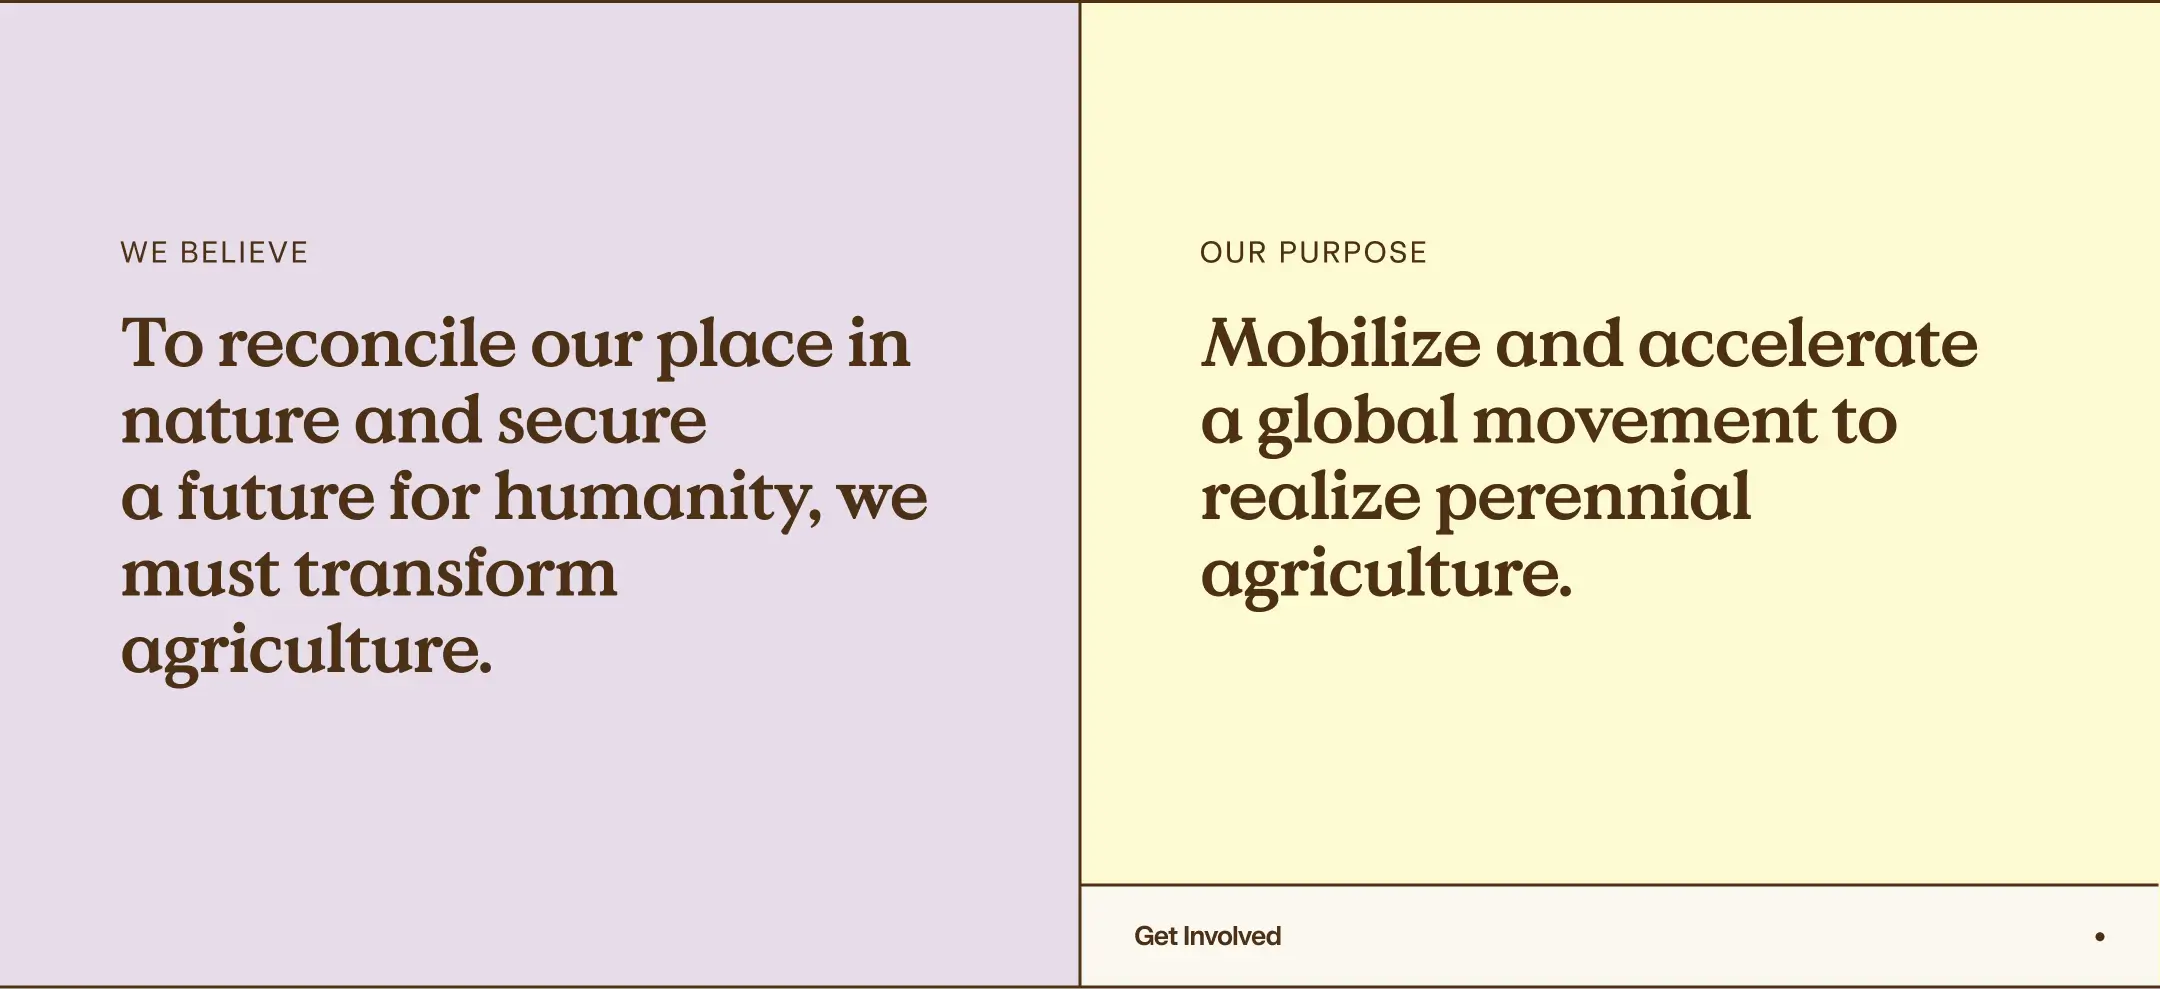 WE BELIEVE
To reconcile our place in
nature and secure
a future for humanity, we
must transform
agriculture.
OUR PURPOSE
Mobilize and accelerate
a global movement to
realize perennial
agriculture.
Get Involved